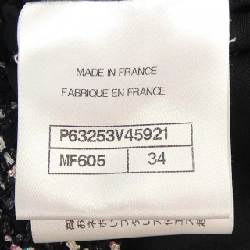 MADE IN FRANCE
FABRIQUE EN FRANCE
P63253V45921
MF605 34